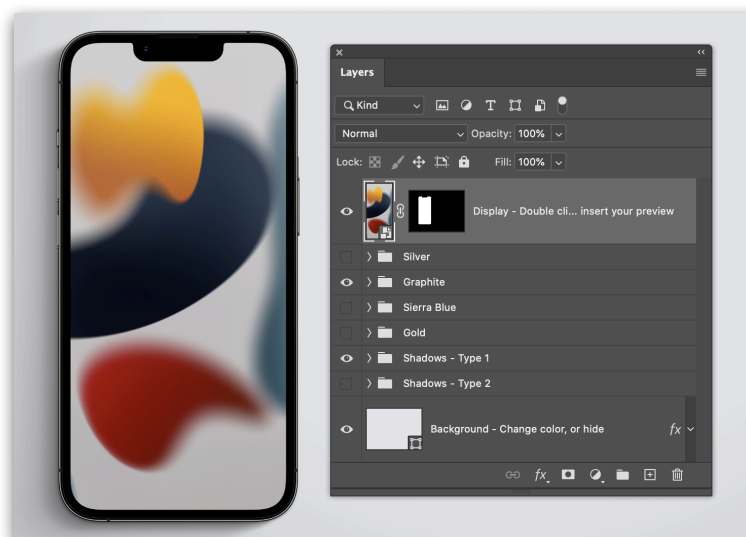 Layers
Kind
Normal Opacity: 100%
Lock: Fill: 100%
Display - Double cli... insert your preview
Silver
Graphite
Sierra Blue
Gold
Shadows - Type 1
Shadows - Type 2
Background - Change color, or hide fx
fx